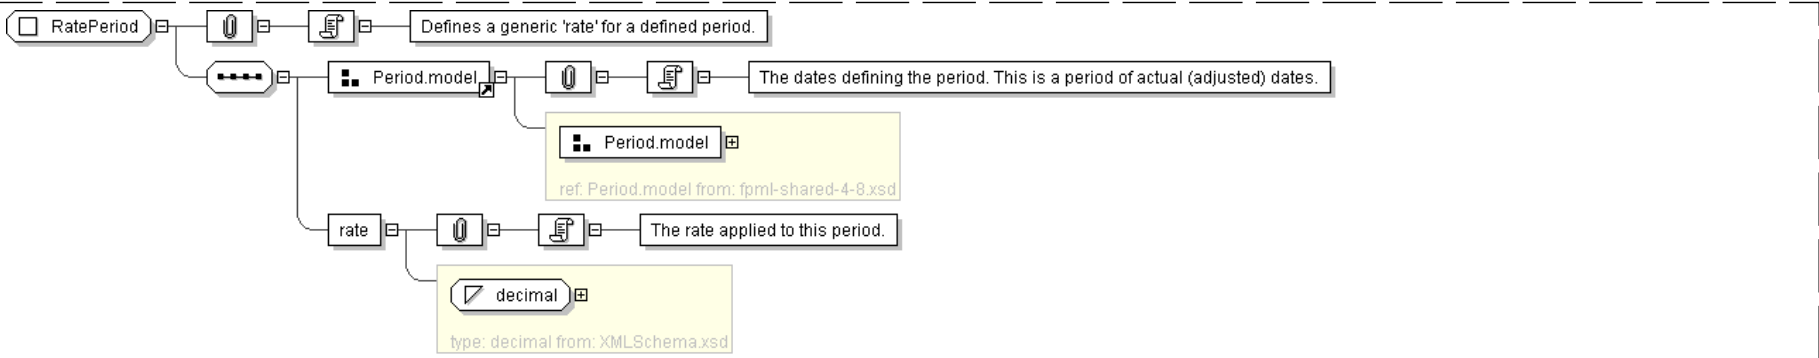 RatePeriod
Defines a generic 'rate' for a defined period.
Period.model
The dates defining the period. This is a period of actual (adjusted) dates.
Period.model
ref: Period.model from: fpml-shared-4-8.xsd
rate
The rate applied to this period.
decimal
type: decimal from: XMLSchema.xsd